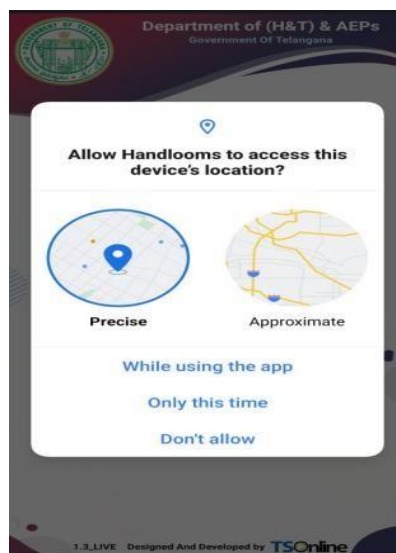 Department of (H&T) & AEPs
Government Of Telangana
Allow Handlooms to access this
device's location?
Precise
Approximate
While using the app
Only this time
Don't allow
1.3_LIVE Designed And Developed by TSOnline